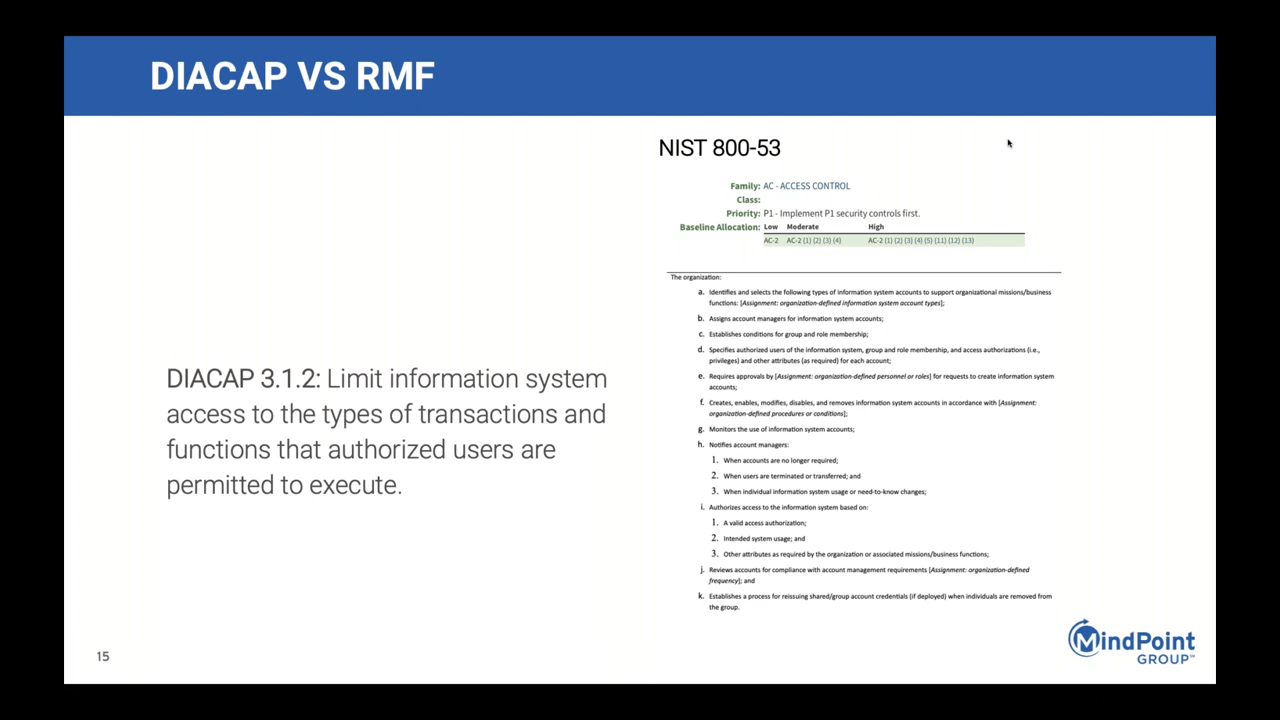 DIACAP VS RMF
DIACAP 3.1.2: Limit information system
access to the types of transactions and
functions that authorized users are
permitted to execute.
NIST 800-53
Family: AC - ACCESS CONTROL
Class:
Priority: P1 - Implement P1 security controls first.
Baseline Allocation: Low Moderate High
AC-2 AC-2 (1) (2) (3) (4) AC-2 (1) (2) (3) (4) (5) (11) (12) (13)
The organization:
a. Identifies and selects the following types of information system accounts to support organizational missions/business
functions: [Assignment: organization-defined information system account types];
b. Assigns account managers for information system accounts;
c. Establishes conditions for group and role membership;
d. Specifies authorized users of the information system, group and role membership, and access authorizations (i.e.,
privileges) and other attributes (as required) for each account;
e. Requires approvals by [Assignment: organization-defined personnel or roles] for requests to create information system
accounts;
f. Creates, enables, modifies, disables, and removes information system accounts in accordance with [Assignment:
organization-defined procedures or conditions];
g. Monitors the use of information system accounts;
h. Notifies account managers:
1. When accounts are no longer required;
2. When users are terminated or transferred; and
3. When individual information system usage or need-to-know changes;
i. Authorizes access to the information system based on:
1. A valid access authorization;
2. Intended system usage; and
3. Other attributes as required by the organization or associated missions/business functions;
j. Reviews accounts for compliance with account management requirements [Assignment: organization-defined
frequency]; and
k. Establishes a process for reissuing shared/group account credentials (if deployed) when individuals are removed from
the group.
15
MindPoint
GROUP℠